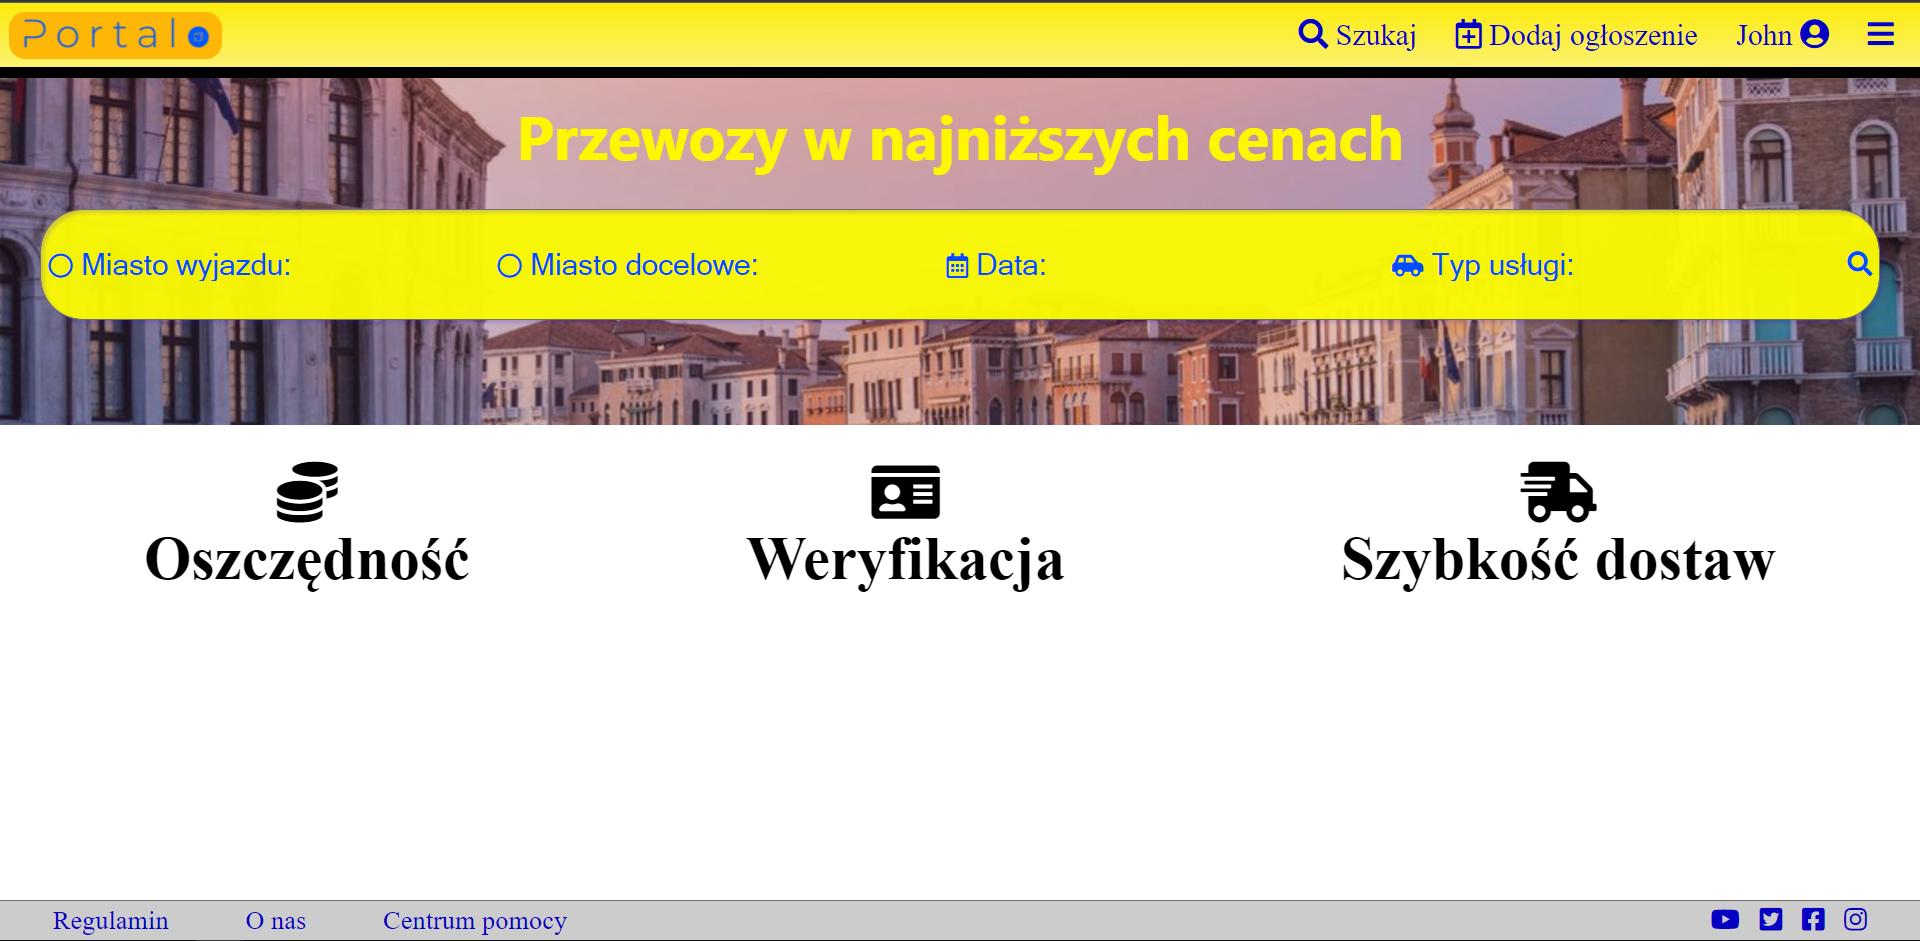 Portalo
Szukaj
Dodaj ogłoszenie
John
Przewozy w najniższych cenach
Miasto wyjazdu:
Miasto docelowe:
Data:
Typ usługi:
Oszczędność
Weryfikacja
Szybkość dostaw
Regulamin
O nas
Centrum pomocy